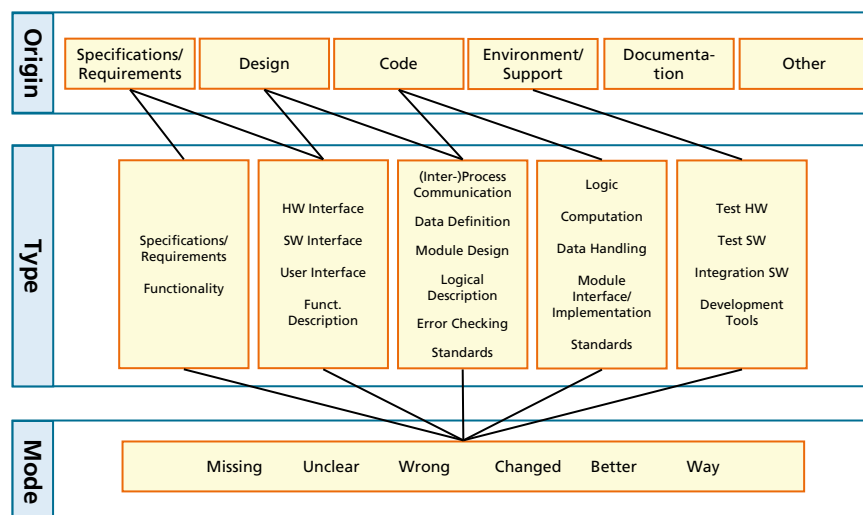 Origin
Specifications/
Requirements
Design
Code
Environment/
Support
Documenta-
tion
Other
Type
Specifications/
Requirements
Functionality
HW Interface
SW Interface
User Interface
Funct.
Description
(Inter-)Process
Communication
Data Definition
Module Design
Logical
Description
Error Checking
Standards
Logic
Computation
Data Handling
Module
Interface/
Implementation
Standards
Test HW
Test SW
Integration SW
Development
Tools
Mode
Missing Unclear Wrong Changed Better Way